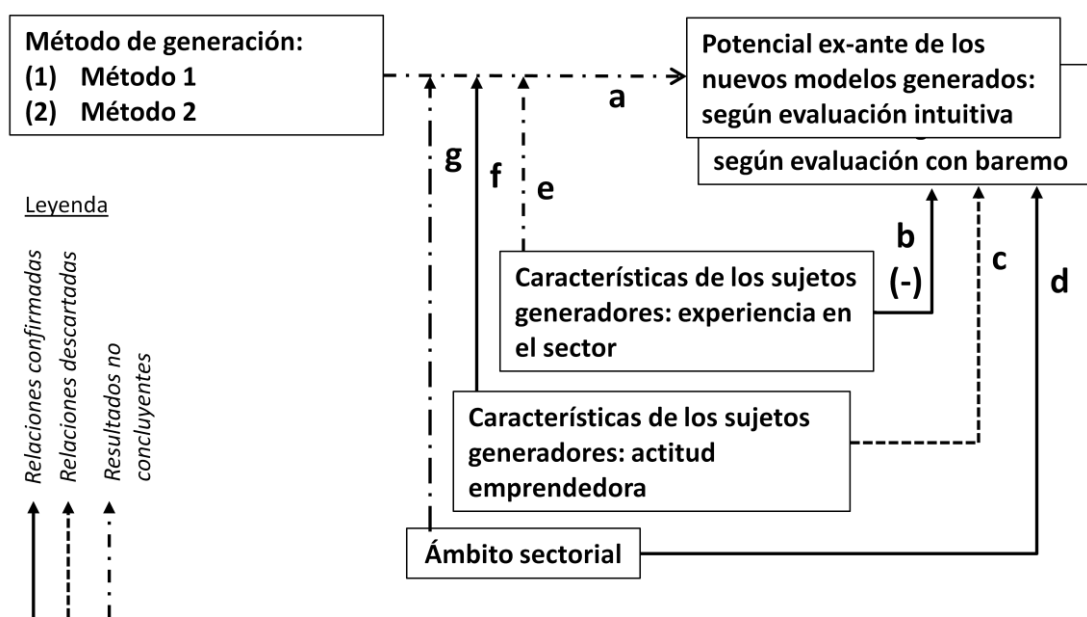 Método de generación:
(1) Método 1
(2) Método 2
Potencial ex-ante de los
nuevos modelos generados:
según evaluación intuitiva
según evaluación con baremo
a
g
f
e
b
(-)
c
d
Leyenda
Relaciones confirmadas
Relaciones descartadas
Resultados no
concluyentes
Características de los sujetos
generadores: experiencia en
el sector
Características de los sujetos
generadores: actitud
emprendedora
Ámbito sectorial